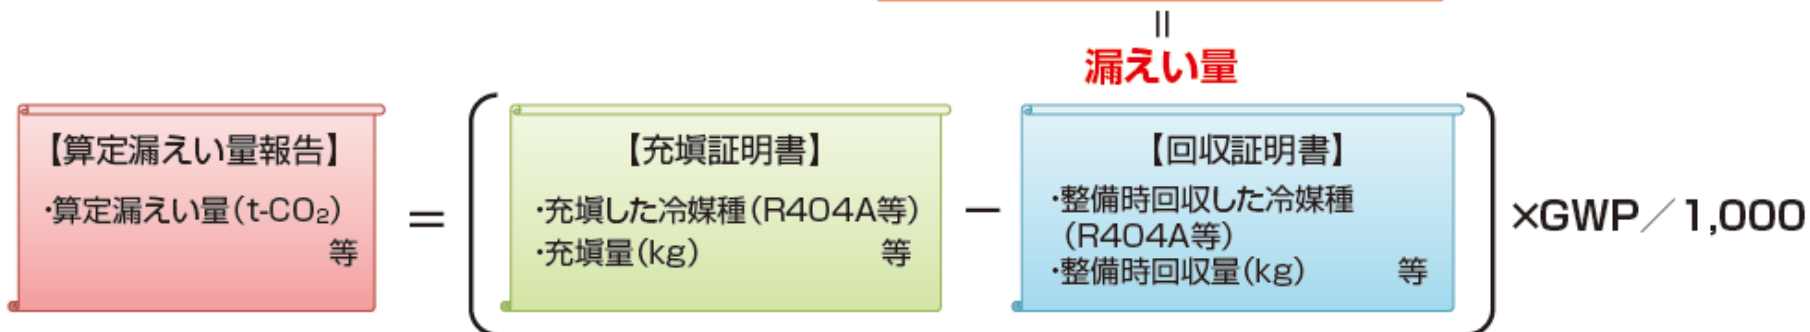 =
漏えい量
【算定漏えい量報告】
・算定漏えい量(t-CO₂)
等
=
【充塡証明書】
・充塡した冷媒種(R404A等)
・充塡量(kg) 等
−
【回収証明書】
・整備時回収した冷媒種
(R404A等)
・整備時回収量(kg) 等
×GWP/1,000